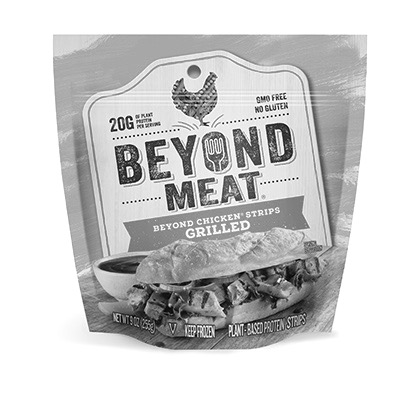 20G
OF PLANT
PROTEIN
PER SERVING
GMO FREE
NO GLUTEN
BEYOND
MEAT®
BEYOND CHICKEN® STRIPS
GRILLED
NET WT 9 OZ (255g)
V
KEEP FROZEN
PLANT-BASED PROTEIN STRIPS